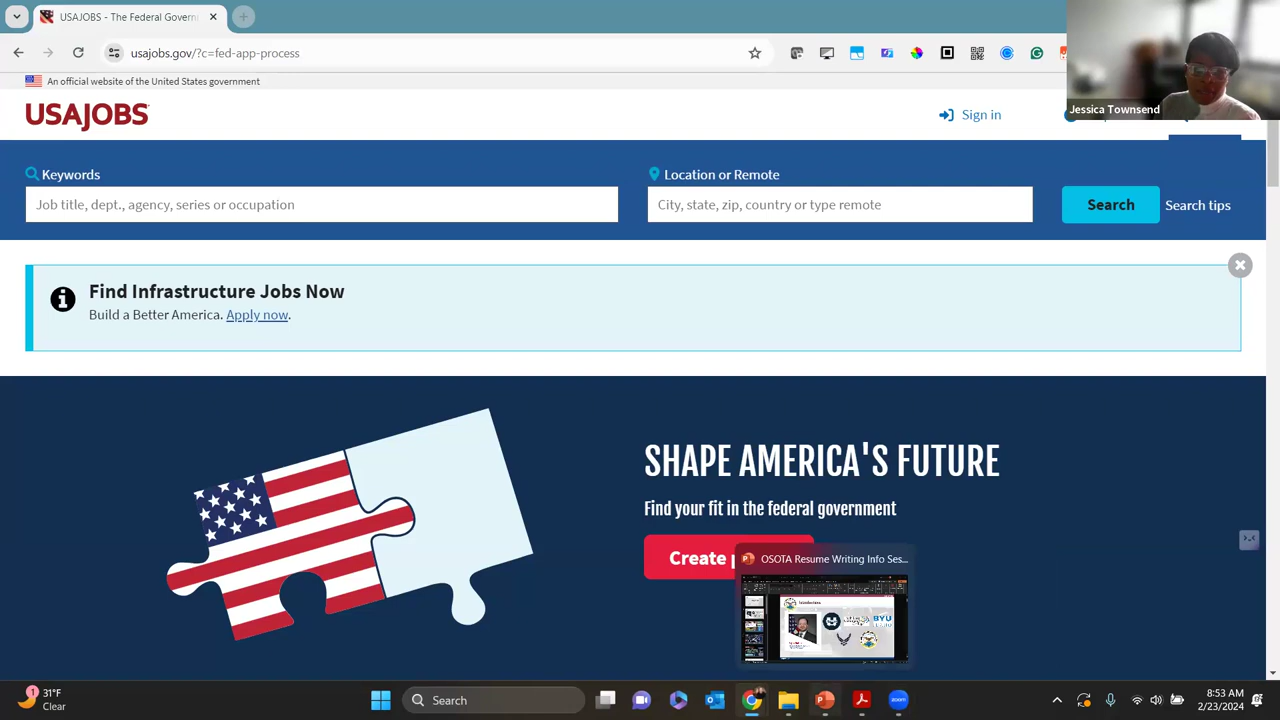 USAJOBS - The Federal Govern
usajobs.gov/?c=fed-app-process
An official website of the United States government
USAJOBS
Sign in
Jessica Townsend
Keywords
Location or Remote
Job title, dept., agency, series or occupation
City, state, zip, country or type remote
Search
Search tips
Find Infrastructure Jobs Now
Build a Better America. Apply now.
SHAPE AMERICA'S FUTURE
Find your fit in the federal government
Create
OSOTA Resume Writing Info Ses...
Introductions
BYU
1
31°F
Clear
Search
zoom
8:53 AM
2/23/2024